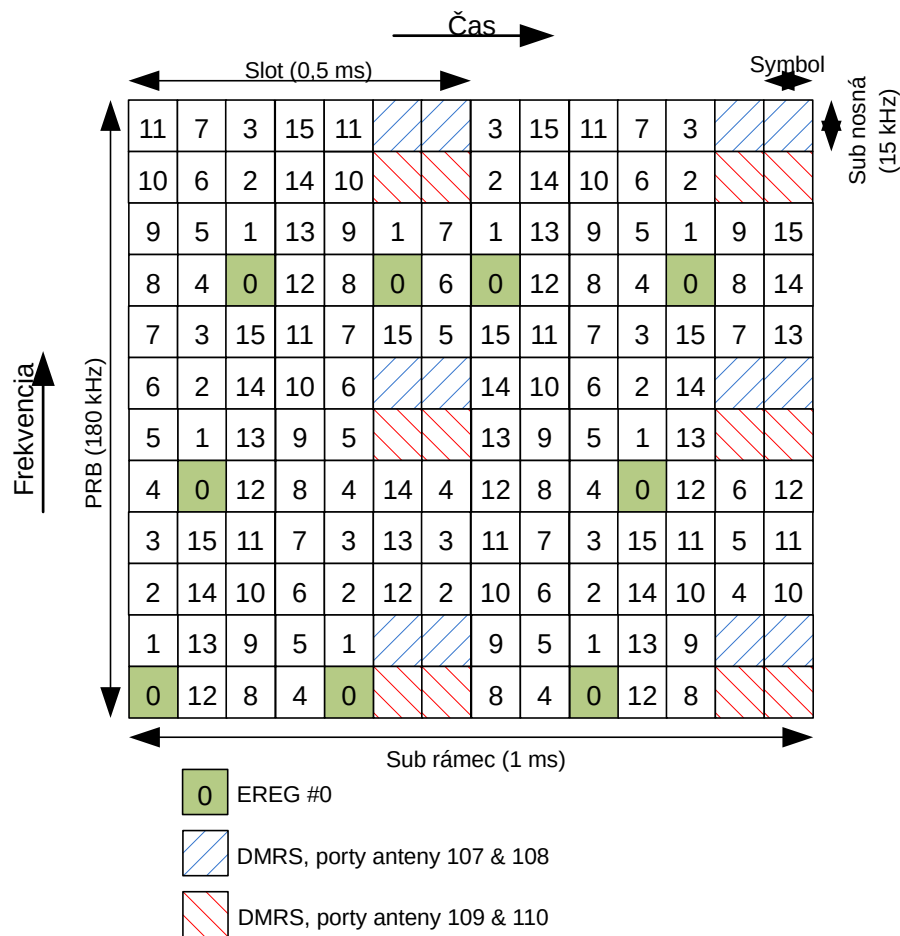 Čas
Slot (0,5 ms)
Symbol
Sub nosná
(15 kHz)
Frekvencia
PRB (180 kHz)
11 7 3 15 11 3 15 11 7 3
10 6 2 14 10 2 14 10 6 2
9 5 1 13 9 1 7 1 13 9 5 1 9 15
8 4 0 12 8 0 6 0 12 8 4 0 8 14
7 3 15 11 7 15 5 15 11 7 3 15 7 13
6 2 14 10 6 14 10 6 2 14
5 1 13 9 5 13 9 5 1 13
4 0 12 8 4 14 4 12 8 4 0 12 6 12
3 15 11 7 3 13 3 11 7 3 15 11 5 11
2 14 10 6 2 12 2 10 6 2 14 10 4 10
1 13 9 5 1 9 5 1 13 9
0 12 8 4 0 8 4 0 12 8
Sub rámec (1 ms)
0 EREG #0
DMRS, porty anteny 107 & 108
DMRS, porty anteny 109 & 110